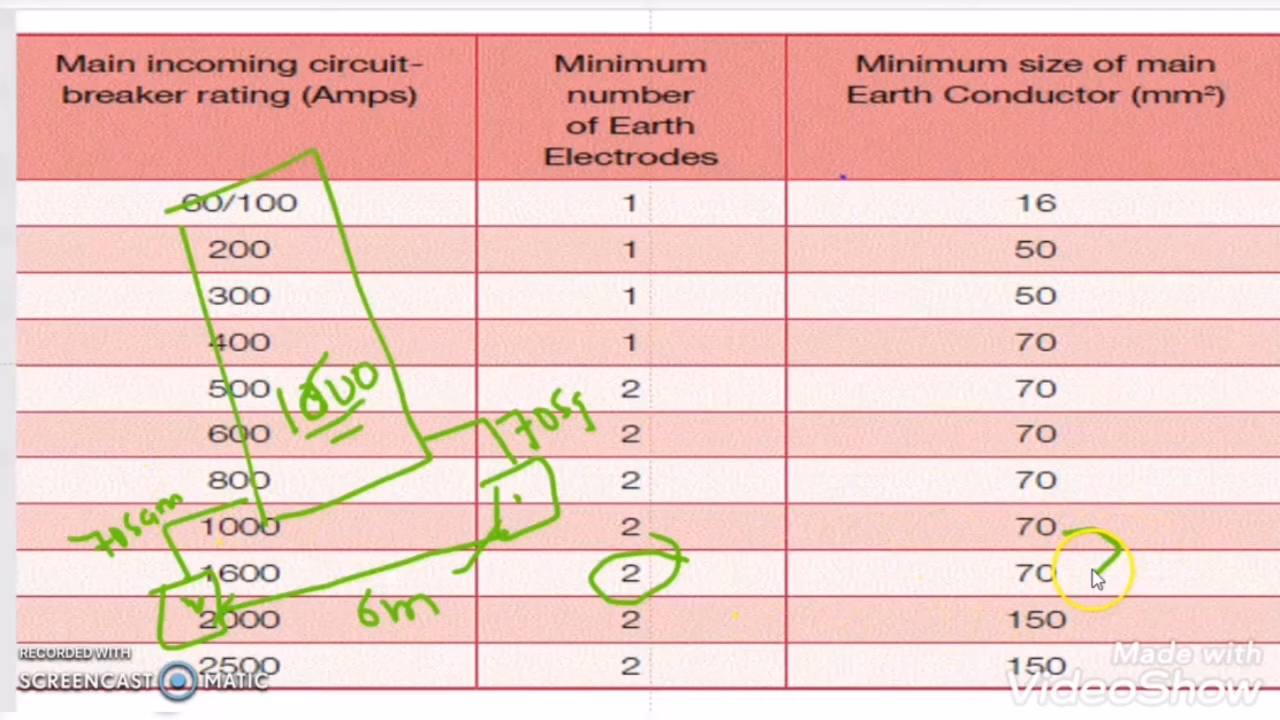 Main incoming circuit-
breaker rating (Amps)
Minimum
number
of Earth
Electrodes
Minimum size of main
Earth Conductor (mm²)
60/100 1 16
200 1 50
300 1 50
400 1 70
500 2 70
600 2 70
800 2 70
1000 2 70
1600 2 70
2000 2 150
2500 2 150
1600
70sq
70sqm
6m
RECORDED WITH
SCREENCAST MATIC
Made with
VideoShow